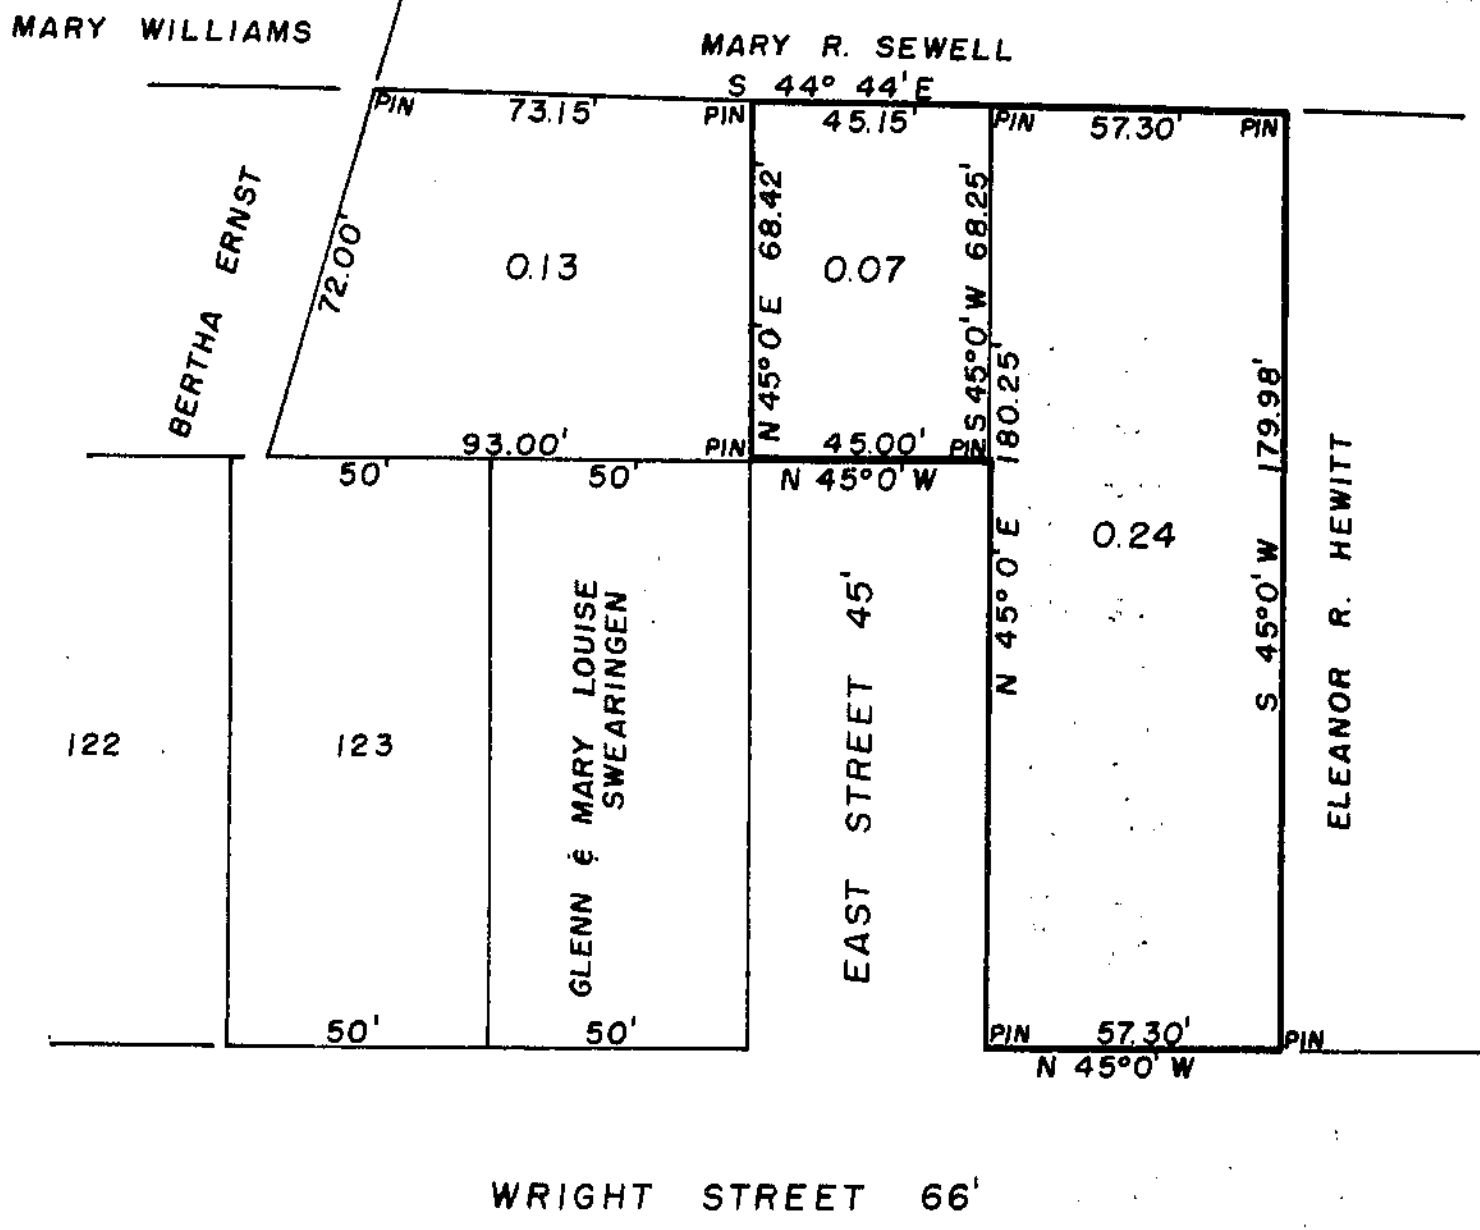 MARY WILLIAMS
MARY R. SEWELL
S 44° 44' E
PIN
73.15'
PIN
45.15'
PIN
57.30'
PIN
BERTHA ERNST
72.00'
0.13
N 45° 0' E 68.42'
0.07
S 45° 0' W 68.25'
93.00'
PIN
45.00'
PIN
N 45° 0' W
50'
50'
180.25'
N 45° 0' E
0.24
S 45° 0' W 179.98'
ELEANOR R. HEWITT
122
123
GLENN & MARY LOUISE
SWEARINGEN
EAST STREET 45'
50'
50'
PIN
57.30'
PIN
N 45° 0' W
WRIGHT STREET 66'